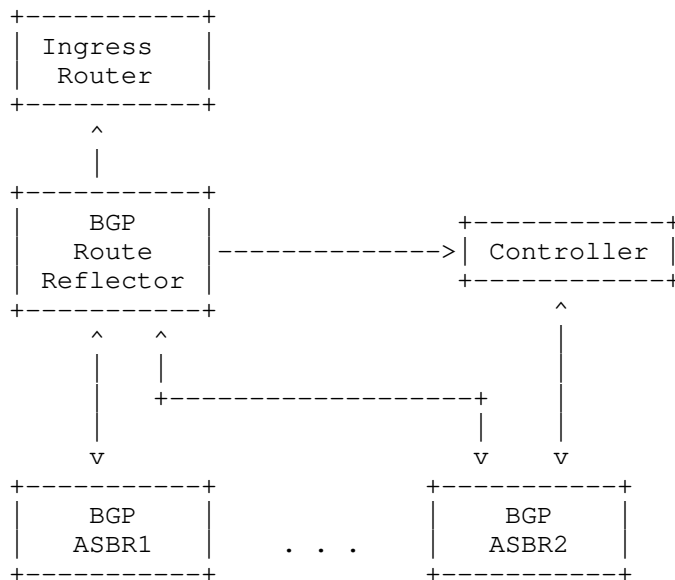 Ingress
Router
BGP
Route
Reflector
Controller
BGP
ASBR1
. . .
BGP
ASBR2